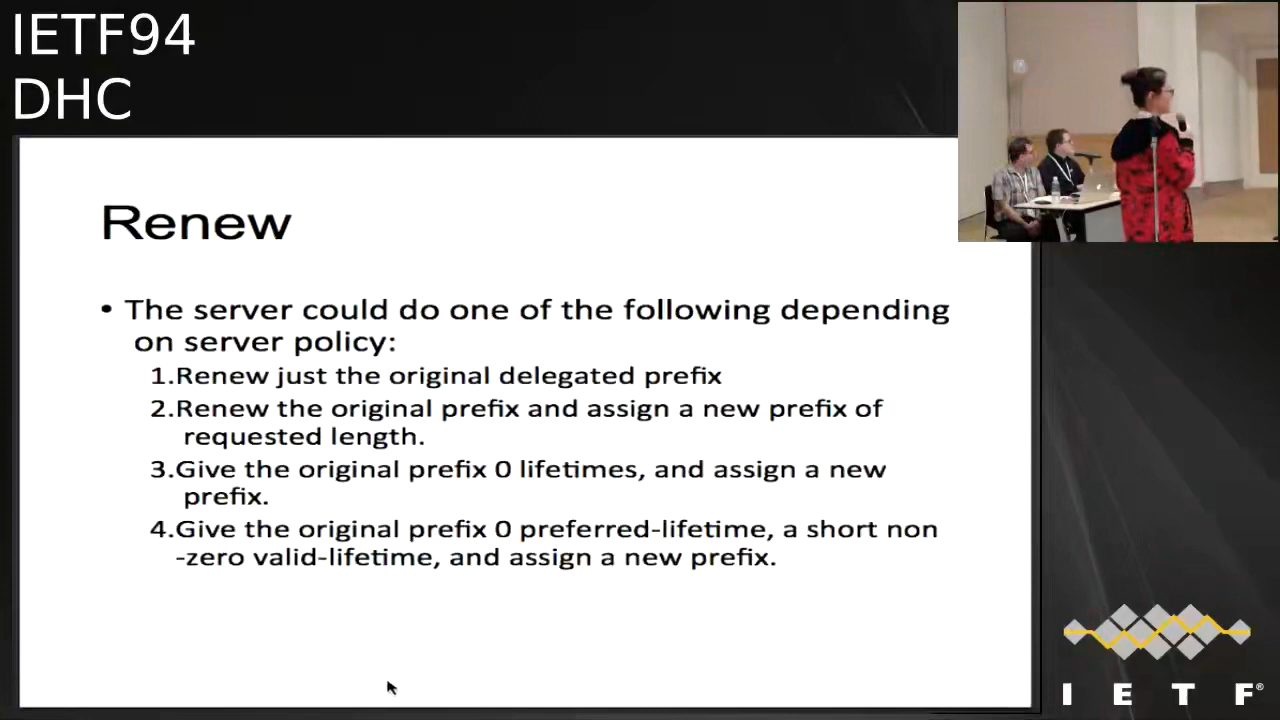 IETF94
DHC
Renew
• The server could do one of the following depending
on server policy:
1.Renew just the original delegated prefix
2.Renew the original prefix and assign a new prefix of
requested length.
3.Give the original prefix 0 lifetimes, and assign a new
prefix.
4.Give the original prefix 0 preferred-lifetime, a short non
-zero valid-lifetime, and assign a new prefix.
I E T F®